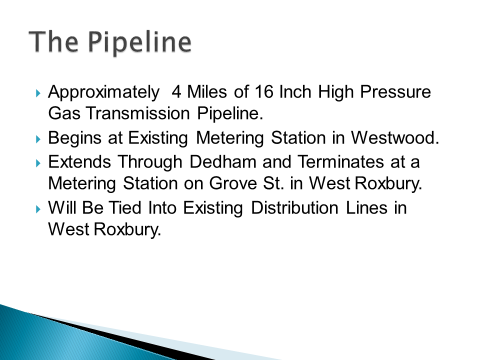 The Pipeline
Approximately 4 Miles of 16 Inch High Pressure
Gas Transmission Pipeline.
Begins at Existing Metering Station in Westwood.
Extends Through Dedham and Terminates at a
Metering Station on Grove St. in West Roxbury.
Will Be Tied Into Existing Distribution Lines in
West Roxbury.